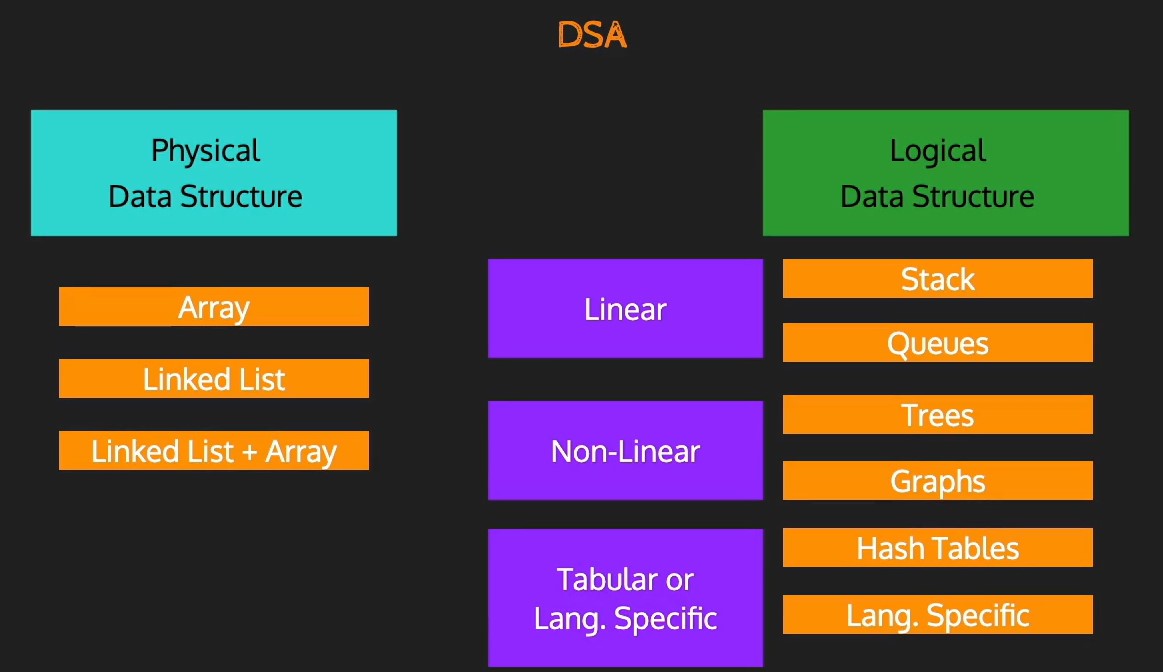 DSA
Physical
Data Structure
Array
Linked List
Linked List + Array
Logical
Data Structure
Linear
Stack
Queues
Non-Linear
Trees
Graphs
Tabular or
Lang. Specific
Hash Tables
Lang. Specific